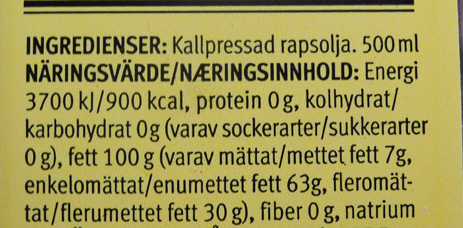 INGREDIENSER: Kallpressad rapsolja. 500 ml
NÄRINGSVÄRDE/NÆRINGSINNHOLD: Energi
3700 kJ/900 kcal, protein 0 g, kolhydrat/
karbohydrat 0 g (varav sockerarter/sukkerarter
0 g), fett 100 g (varav mättat/mettet fett 7g,
enkelomättat/enumettet fett 63g, fleromät-
tat/flerumettet fett 30 g), fiber 0 g, natrium